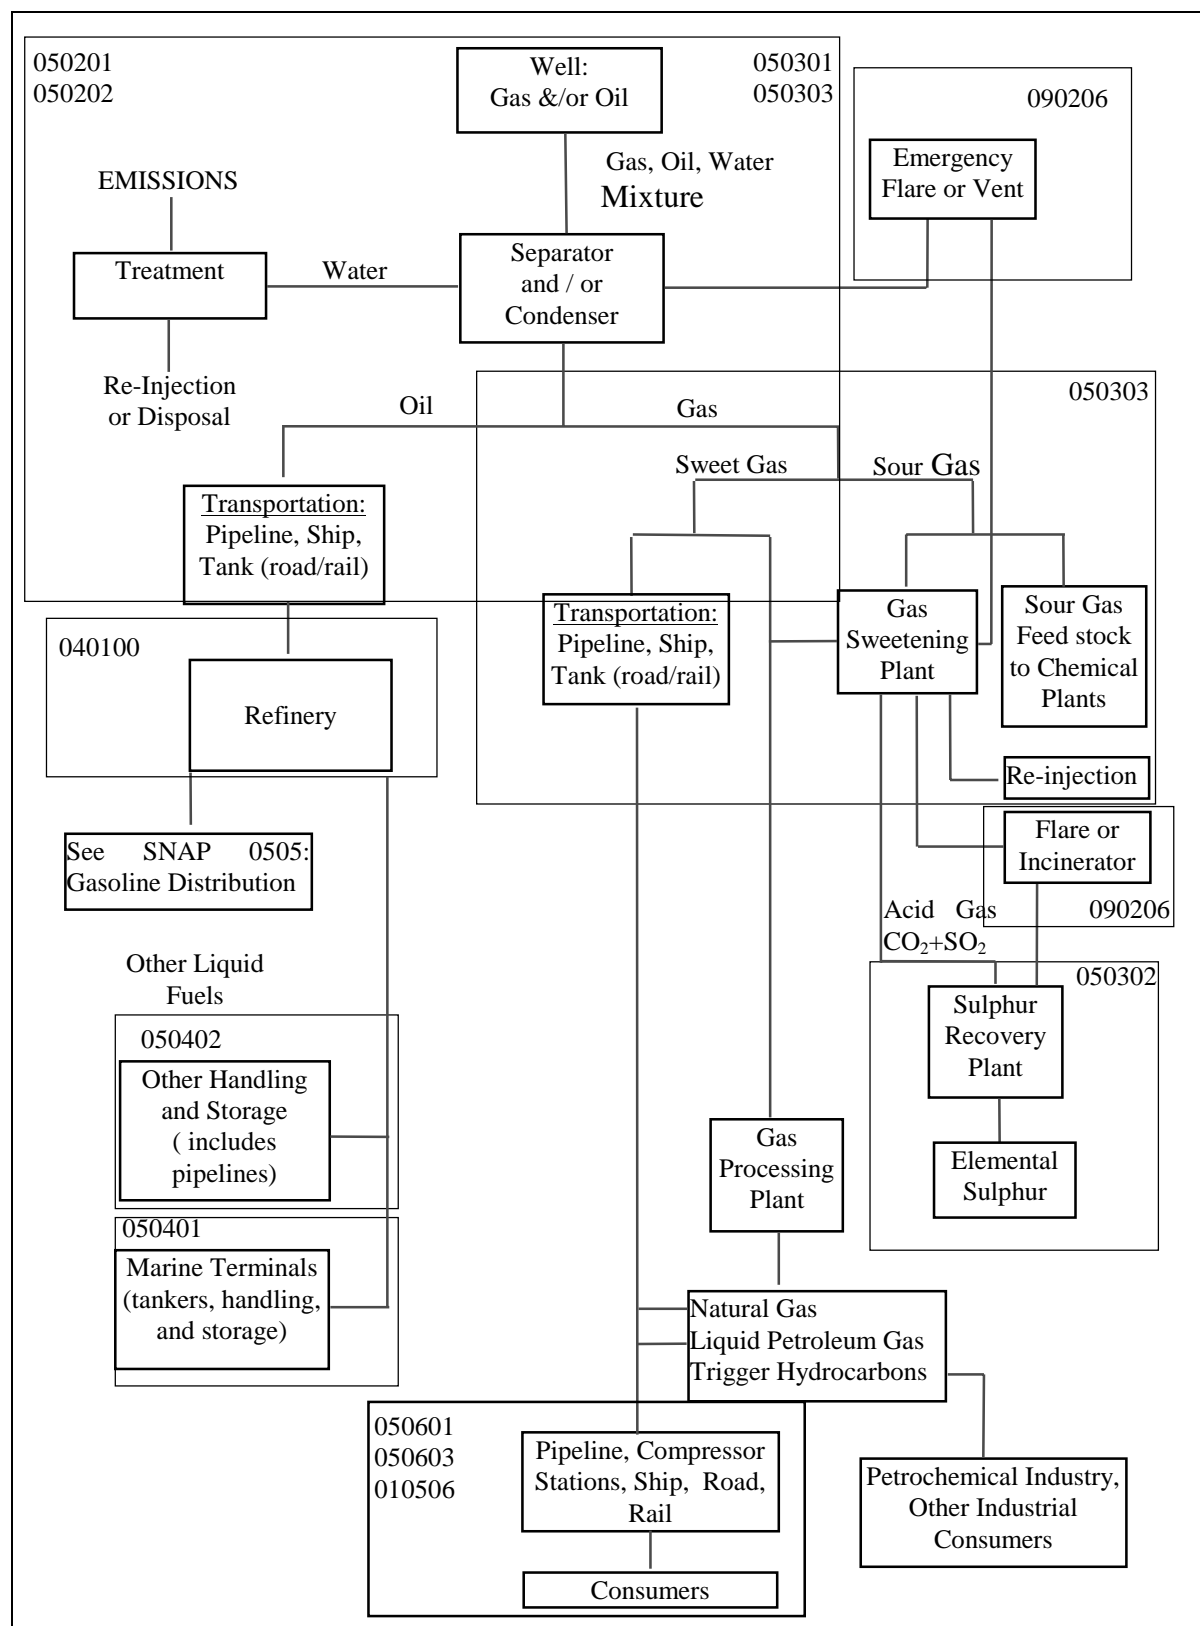 050201
050202
Well:
Gas &/or Oil
050301
050303
090206
Emergency
Flare or Vent
Gas, Oil, Water
Mixture
EMISSIONS
Treatment
Water
Separator
and / or
Condenser
Re-Injection
or Disposal
Oil
Gas
050303
Sweet Gas
Sour Gas
Transportation:
Pipeline, Ship,
Tank (road/rail)
Transportation:
Pipeline, Ship,
Tank (road/rail)
Gas
Sweetening
Plant
Sour Gas
Feed stock
to Chemical
Plants
040100
Refinery
Re-injection
See SNAP 0505:
Gasoline Distribution
Flare or
Incinerator
090206
Acid Gas
CO₂+SO₂
Other Liquid
Fuels
050302
Sulphur
Recovery
Plant
050402
Other Handling
and Storage
( includes
pipelines)
Gas
Processing
Plant
Elemental
Sulphur
050401
Marine Terminals
(tankers, handling,
and storage)
Natural Gas
Liquid Petroleum Gas
Trigger Hydrocarbons
050601
050603
010506
Pipeline, Compressor
Stations, Ship, Road,
Rail
Petrochemical Industry,
Other Industrial
Consumers
Consumers